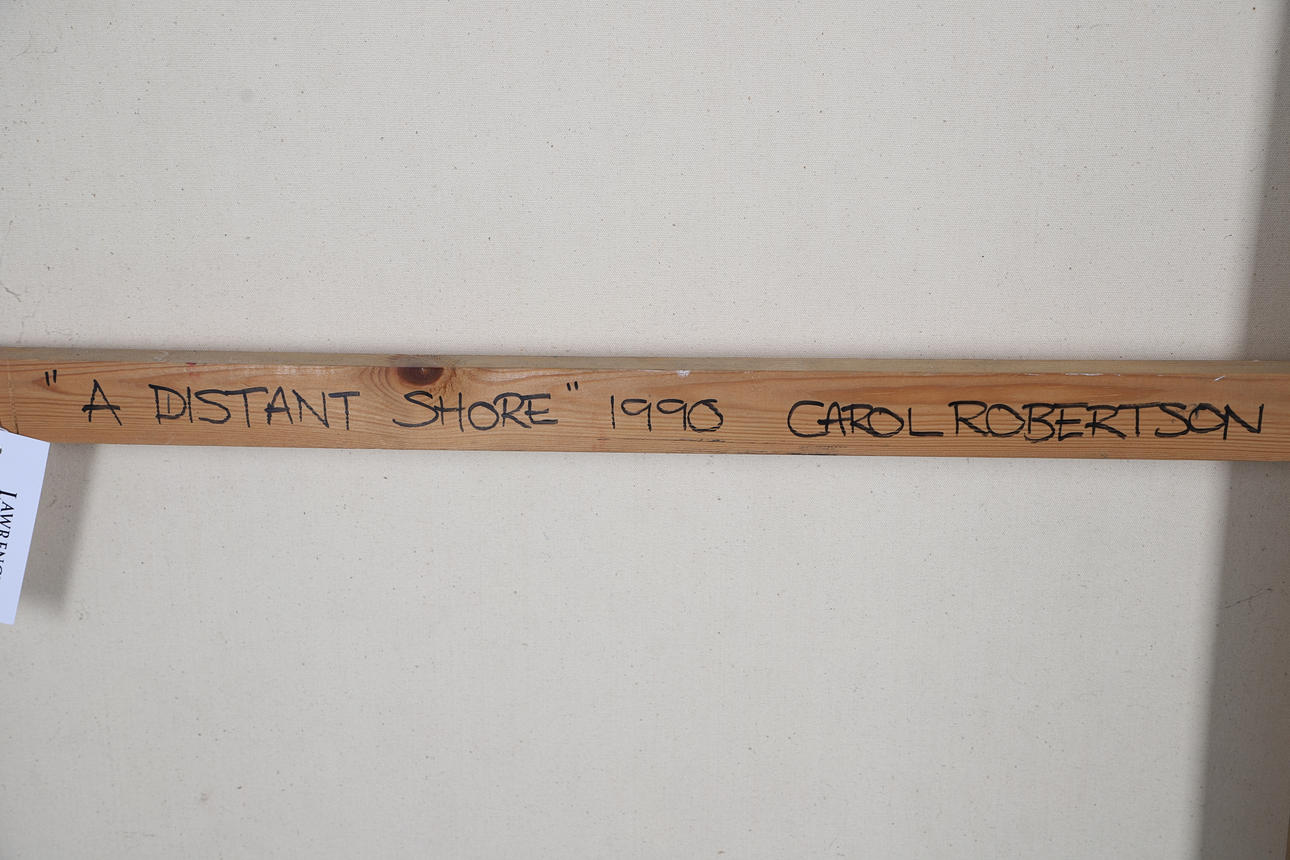 "A DISTANT SHORE" 1990 CAROL ROBERTSON